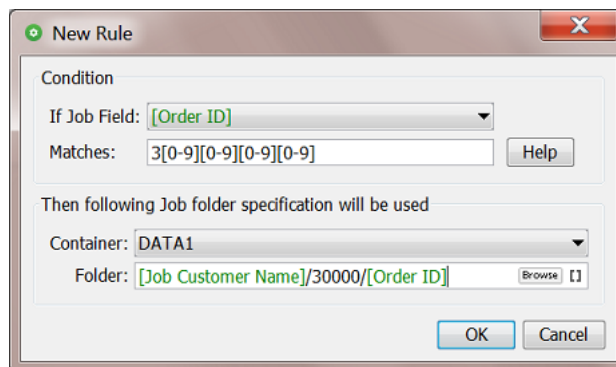 New Rule
Condition
If Job Field: [Order ID]
Matches: 3[0-9][0-9][0-9][0-9] Help
Then following Job folder specification will be used
Container: DATA1
Folder: [Job Customer Name]/30000/[Order ID] Browse []
OK Cancel